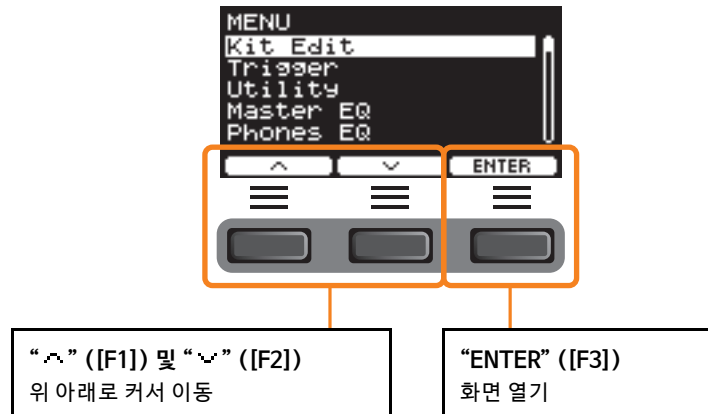 MENU
Kit Edit
Trigger
Utility
Master EQ
Phones EQ
ENTER
“︿” ([F1]) 및 “﹀” ([F2])
위 아래로 커서 이동
“ENTER” ([F3])
화면 열기